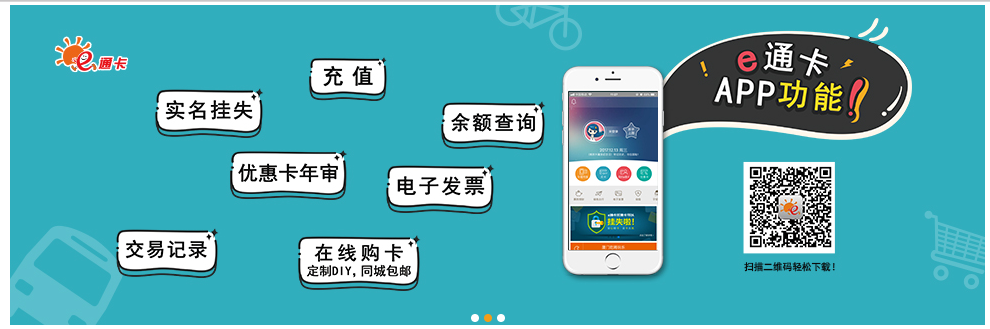 e通卡
充值
实名挂失
余额查询
优惠卡年审
电子发票
交易记录
在线购卡
定制DIY,同城包邮
e通卡
APP功能!
挂失啦!
扫描二维码轻松下载!